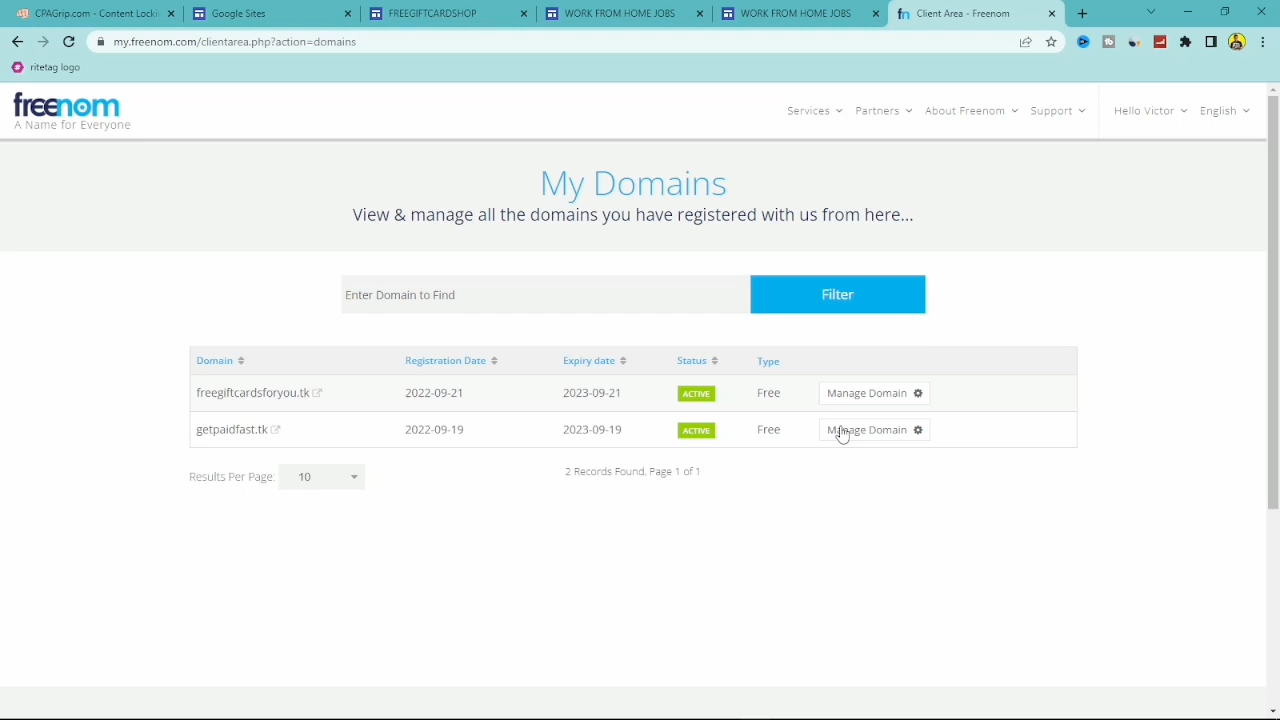 CPAGrip.com - Content Locki
Google Sites
FREEGIFTCARDSHOP
WORK FROM HOME JOBS
WORK FROM HOME JOBS
fn Client Area - Freenom
my.freenom.com/clientarea.php?action=domains
ritetag logo
freenom
A Name for Everyone
Services
Partners
About Freenom
Support
Hello Victor
English
My Domains
View & manage all the domains you have registered with us from here...
Enter Domain to Find
Filter
Domain Registration Date Expiry date Status Type
freegiftcardsforyou.tk 2022-09-21 2023-09-21 ACTIVE Free Manage Domain
getpaidfast.tk 2022-09-19 2023-09-19 ACTIVE Free Manage Domain
Results Per Page: 10
2 Records Found, Page 1 of 1